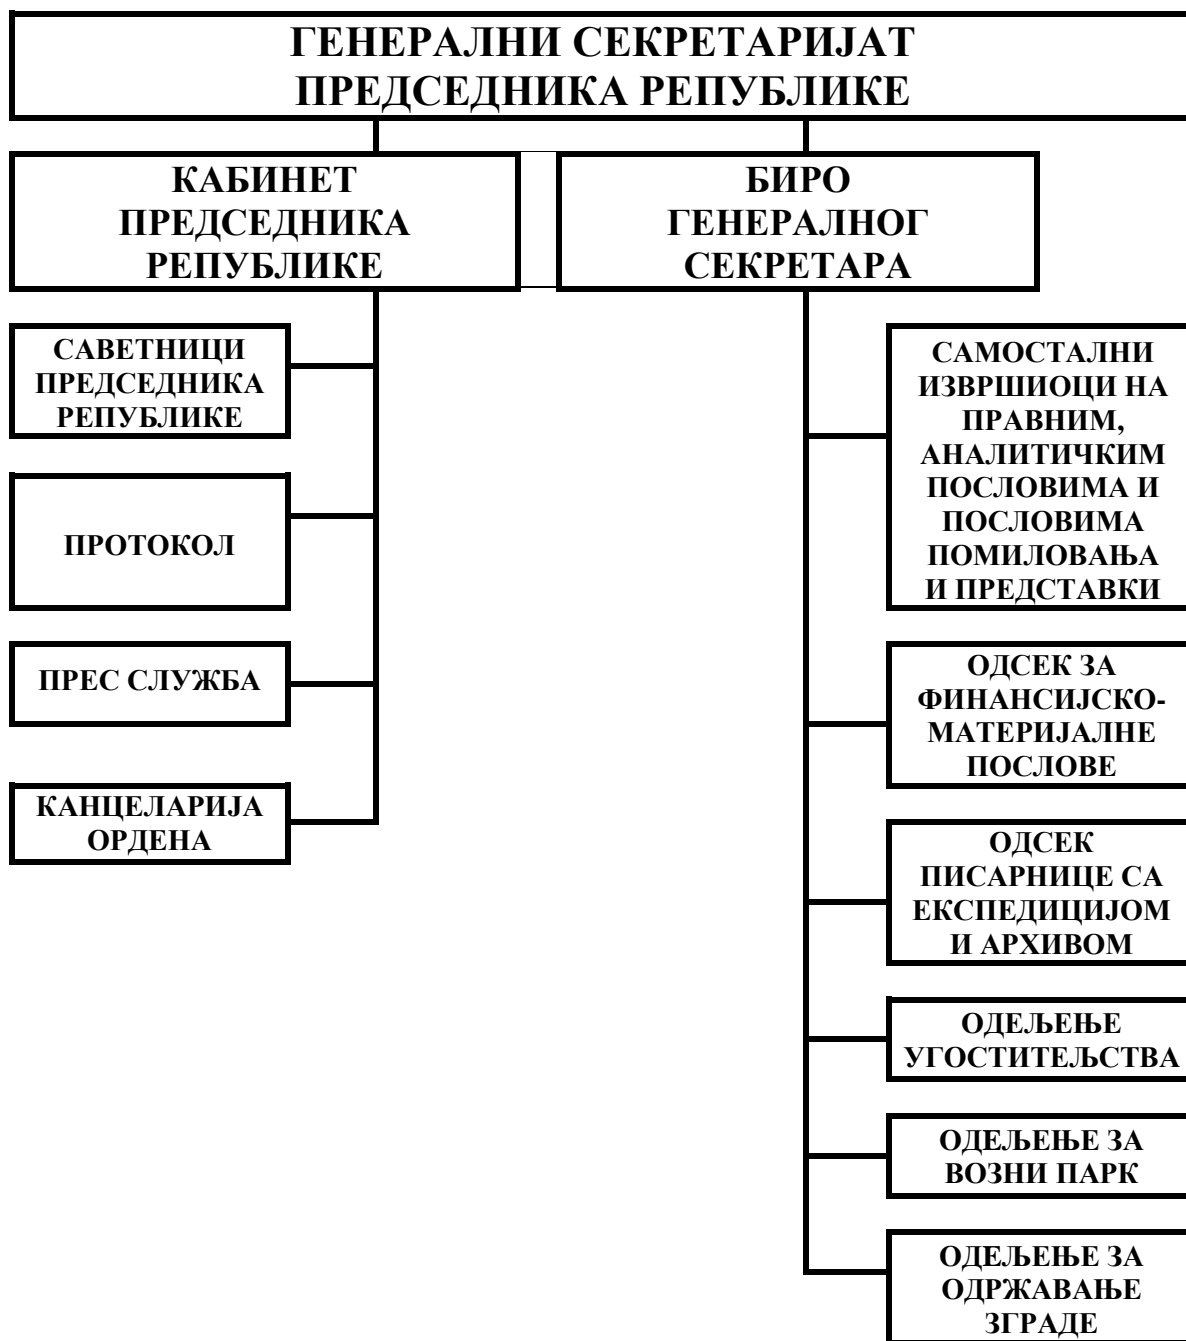 ГЕНЕРАЛНИ СЕКРЕТАРИЈАТ
ПРЕДСЕДНИКА РЕПУБЛИКЕ
КАБИНЕТ
ПРЕДСЕДНИКА
РЕПУБЛИКЕ
БИРО
ГЕНЕРАЛНОГ
СЕКРЕТАРА
САВЕТНИЦИ
ПРЕДСЕДНИКА
РЕПУБЛИКЕ
ПРОТОКОЛ
ПРЕС СЛУЖБА
КАНЦЕЛАРИЈА
ОРДЕНА
САМОСТАЛНИ
ИЗВРШИОЦИ НА
ПРАВНИМ,
АНАЛИТИЧКИМ
ПОСЛОВИМА И
ПОСЛОВИМА
ПОМИЛОВАЊА
И ПРЕДСТАВКИ
ОДСЕК ЗА
ФИНАНСИЈСКО-
МАТЕРИЈАЛНЕ
ПОСЛОВЕ
ОДСЕК
ПИСАРНИЦЕ СА
ЕКСПЕДИЦИЈОМ
И АРХИВОМ
ОДЕЉЕЊЕ
УГОСТИТЕЉСТВА
ОДЕЉЕЊЕ ЗА
ВОЗНИ ПАРК
ОДЕЉЕЊЕ ЗА
ОДРЖАВАЊЕ
ЗГРАДЕ